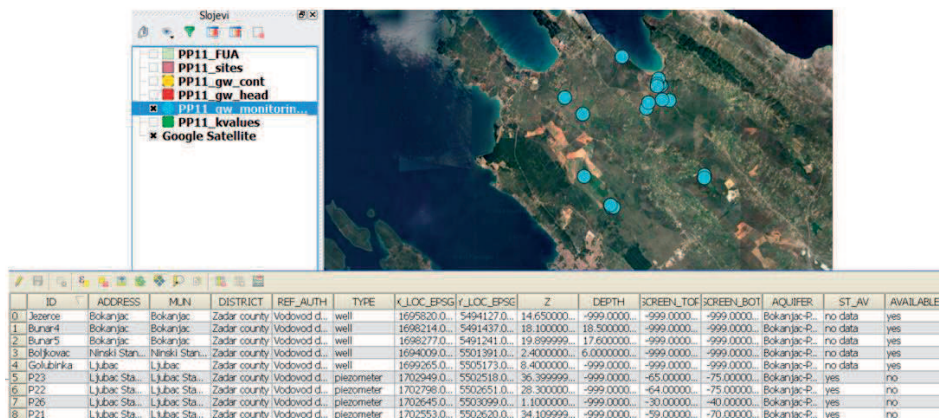 Slojevi
PP11_FUA
PP11_sites
PP11_gw_cont
PP11_gw_head
PP11_gw_monitorin...
PP11_kvalues
Google Satellite
ID ADDRESS MUN DISTRICT REF_AUTH TYPE X_LOC_EPSG Y_LOC_EPSG Z DEPTH SCREEN_TOP SCREEN_BOT AQUIFER ST_AV AVAILABLE
0 Jezerce Bokanjac Bokanjac Zadar county Vodovod d... well 1695820.0... 5494127.0... 14.650000... -999.0000... -999.0000... -999.0000... Bokanjac-P... no data yes
1 Bunar4 Bokanjac Bokanjac Zadar county Vodovod d... well 1698214.0... 5491437.0... 18.100000... 18.500000... -999.0000... -999.0000... Bokanjac-P... no data yes
2 Bunar5 Bokanjac Bokanjac Zadar county Vodovod d... well 1698277.0... 5491241.0... 19.899999... 17.600000... -999.0000... -999.0000... Bokanjac-P... no data yes
3 Boljkovac Ninski Stan... Ninski Stan... Zadar county Vodovod d... well 1694009.0... 5501391.0... 2.4000000... 6.0000000... -999.0000... -999.0000... Bokanjac-P... no data yes
4 Golubinka Ljubac Ljubac Zadar county Vodovod d... well 1699265.0... 5505173.0... 8.4000000... -999.0000... -999.0000... -999.0000... Bokanjac-P... no data yes
5 P23 Ljubac Sta... Ljubac Sta... Zadar county Vodovod d... piezometer 1702949.0... 5502518.0... 36.399999... -999.0000... -65.00000... -75.00000... Bokanjac-P... yes no
6 P22 Ljubac Sta... Ljubac Sta... Zadar county Vodovod d... piezometer 1702798.0... 5502651.0... 28.300000... -999.0000... -64.00000... -75.00000... Bokanjac-P... yes no
7 P26 Ljubac Sta... Ljubac Sta... Zadar county Vodovod d... piezometer 1702645.0... 5503999.0... 1.1000000... -999.0000... -30.00000... -40.00000... Bokanjac-P... yes no
8 P21 Ljubac Sta... Ljubac Sta... Zadar county Vodovod d... piezometer 1702553.0... 5502620.0... 34.109999... -999.0000... -59.00000... -70.00000... Bokanjac-P... yes no